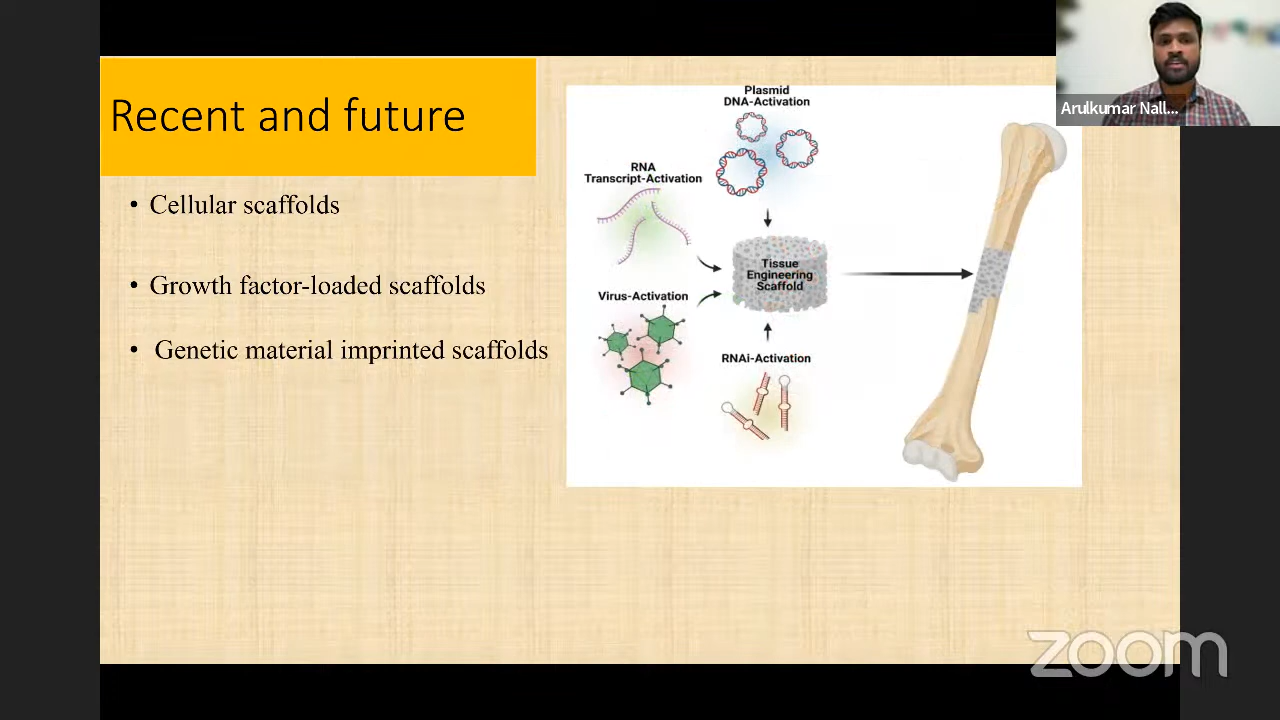 Recent and future
• Cellular scaffolds
• Growth factor-loaded scaffolds
• Genetic material imprinted scaffolds
Plasmid
DNA-Activation
RNA
Transcript-Activation
Tissue
Engineering
Scaffold
Virus-Activation
RNAi-Activation
Arulkumar Nall...
zoom